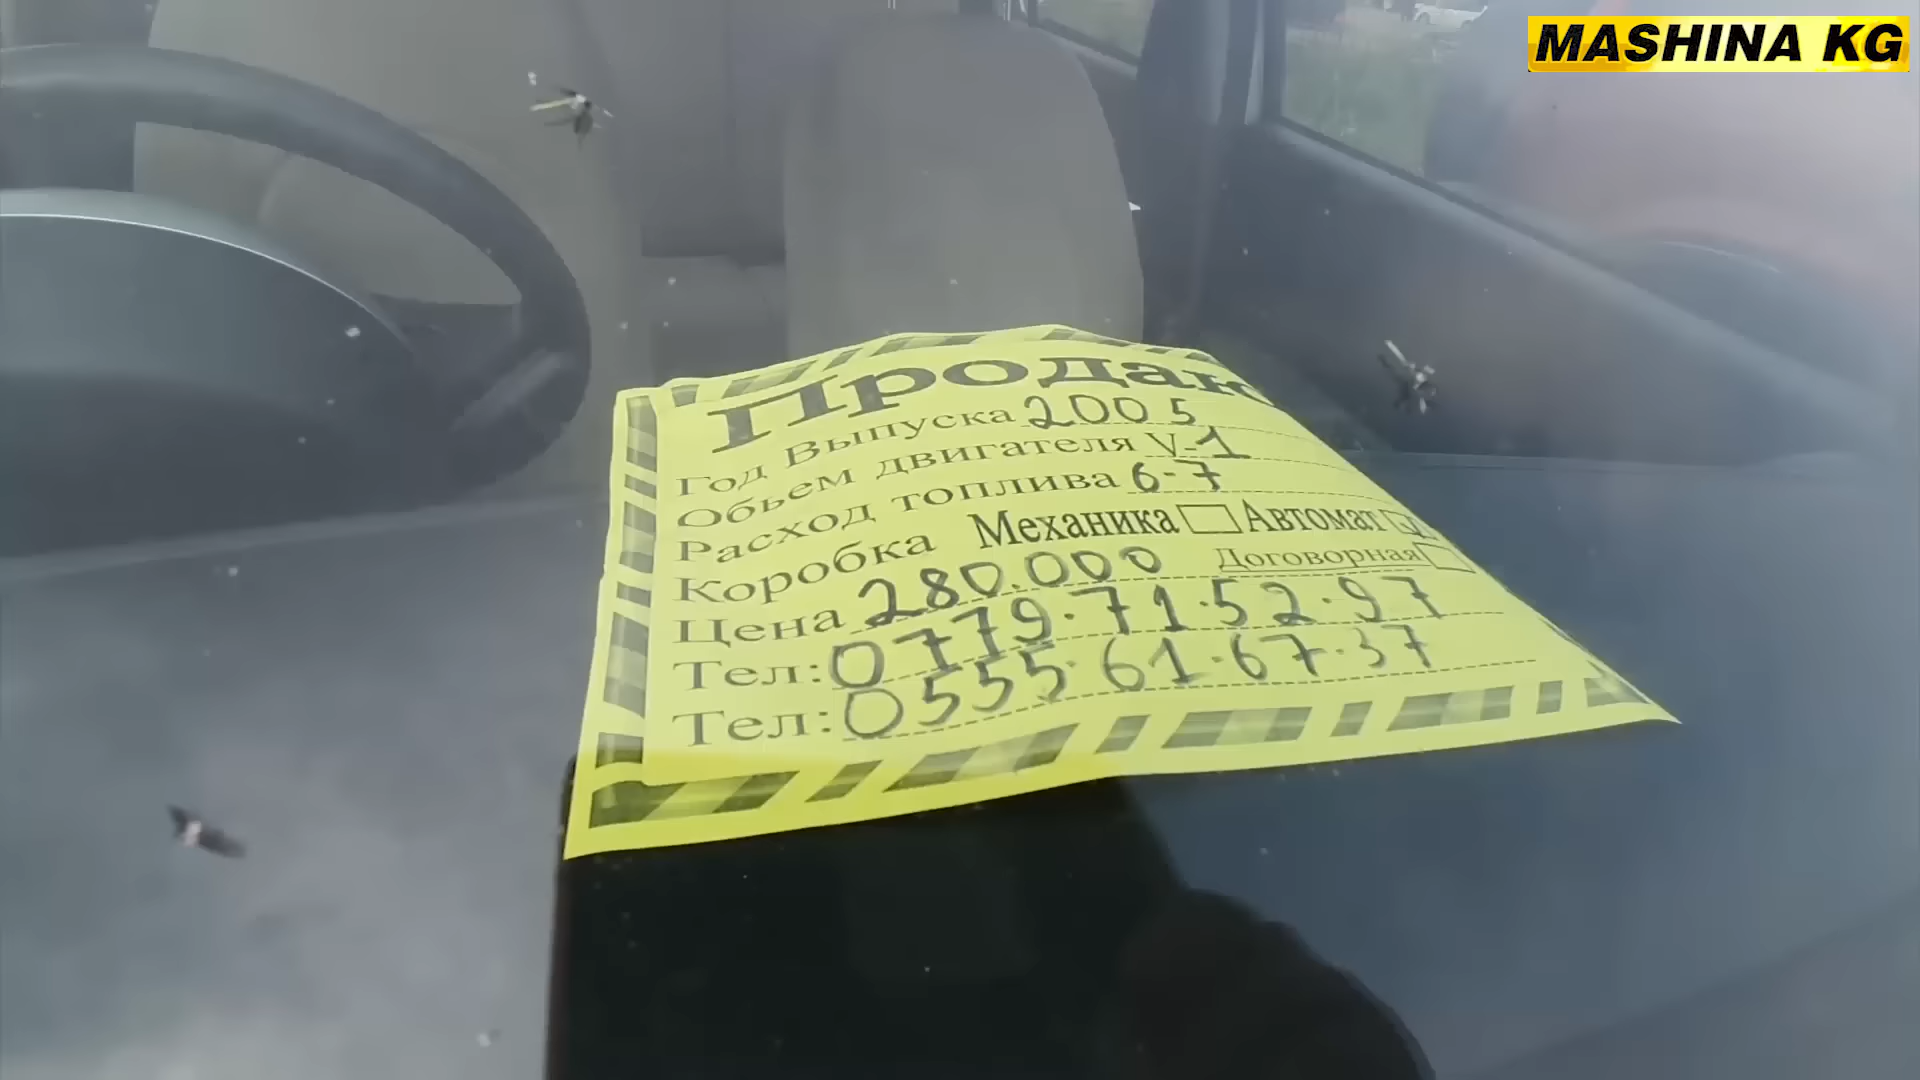 MASHINA KG
Продаю
Год Выпуска 2005
Обьем двигателя V-1
Расход топлива 6-7
Коробка Механика Автомат
Цена 280.000 Договорная
Тел: 0779.71.52.97
Тел: 0555.61.67.37